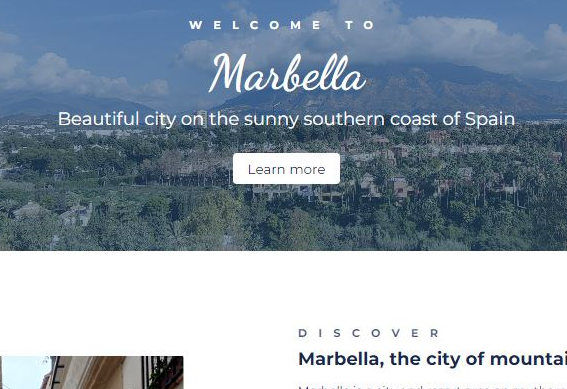 WELCOME TO
Marbella
Beautiful city on the sunny southern coast of Spain
Learn more
DISCOVER
Marbella, the city of mountai